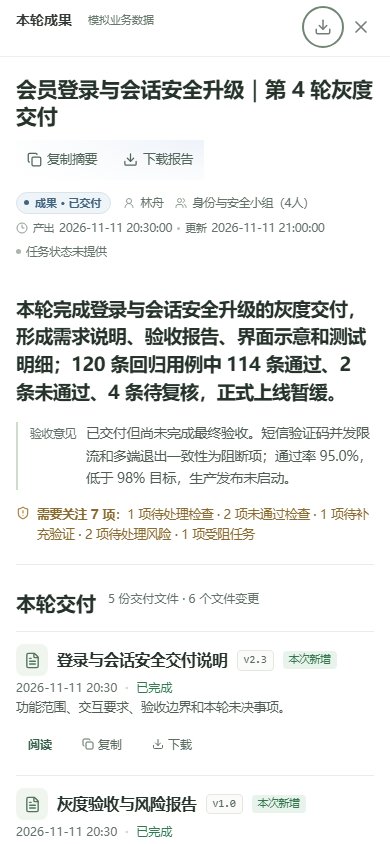 本轮成果 模拟业务数据
会员登录与会话安全升级｜第 4 轮灰度
交付
复制摘要 下载报告
成果 • 已交付 林舟 身份与安全小组（4人）
产出 2026-11-11 20:30:00 • 更新 2026-11-11 21:00:00
任务状态未提供
本轮完成登录与会话安全升级的灰度交付，
形成需求说明、验收报告、界面示意和测试
明细；120 条回归用例中 114 条通过、2
条未通过、4 条待复核，正式上线暂缓。
验收意见 已交付但尚未完成最终验收。短信验证码并发限
流和多端退出一致性为阻断项；通过率 95.0%，
低于 98% 目标，生产发布未启动。
需要关注 7 项：1 项待处理检查 · 2 项未通过检查 · 1 项待补
充验证 · 2 项待处理风险 · 1 项受阻任务
本轮交付 5 份交付文件 · 6 个文件变更
登录与会话安全交付说明 v2.3 本次新增
2026-11-11 20:30 · 已完成
功能范围、交互要求、验收边界和本轮未决事项。
阅读 复制 下载
灰度验收与风险报告 v1.0 本次新增
2026-11-11 20:30 · 已完成